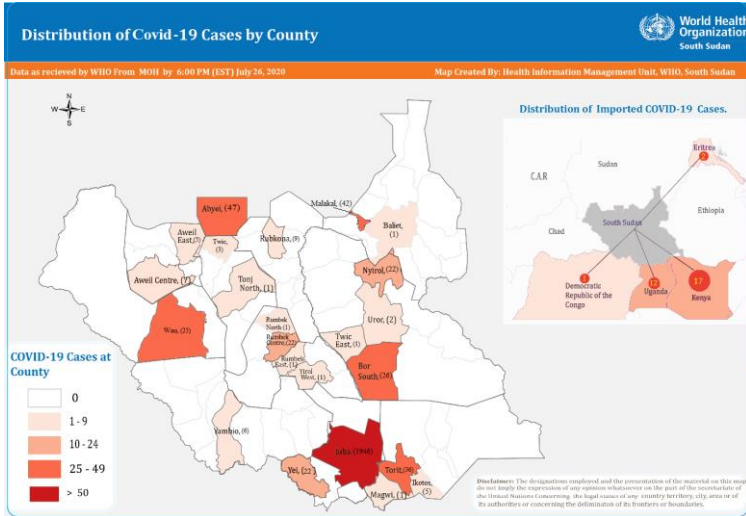 Distribution of Covid-19 Cases by County
World Health
Organization
South Sudan
Data as recieved by WHO From MOH by 6:00 PM (EST) July 26, 2020
Map Created By: Health Information Management Unit, WHO, South Sudan
N
W E
S
Distribution of Imported COVID-19 Cases.
Eritrea
2
Sudan
C.A.R
Ethiopia
Chad
South Sudan
1
Democratic
Republic of the
Congo
12
Uganda
17
Kenya
Abyei, (47)
Malakal, (42)
Baliet,
(1)
Aweil
East,
Twic,
(3)
Rubkona, (9)
Aweil Centre, (7)
Tonj
North, (1)
Nyirol, (22)
Uror, (2)
Wau,
Rumbek
North (1)
Rumbek
Centre, (22)
Rumbek
East, (1)
Yirol
West, (1)
Twic
East,
Bor
South, (26)
Yambio, (6)
Juba, (1946)
Yei, (22)
Torit,
Magwi, (1)
Ikotos,
(5)
COVID-19 Cases at
County
0
1 - 9
10 - 24
25 - 49
> 50
Disclaimer: The designations employed and the presentation of the material on this map
do not imply the expression of any opinion whatsoever on the part of the secretariate of
the United Nations Concerning the legal status of any country territory, city, area or of
its authorities or concerning the delimination of its frontiers or boundaries.